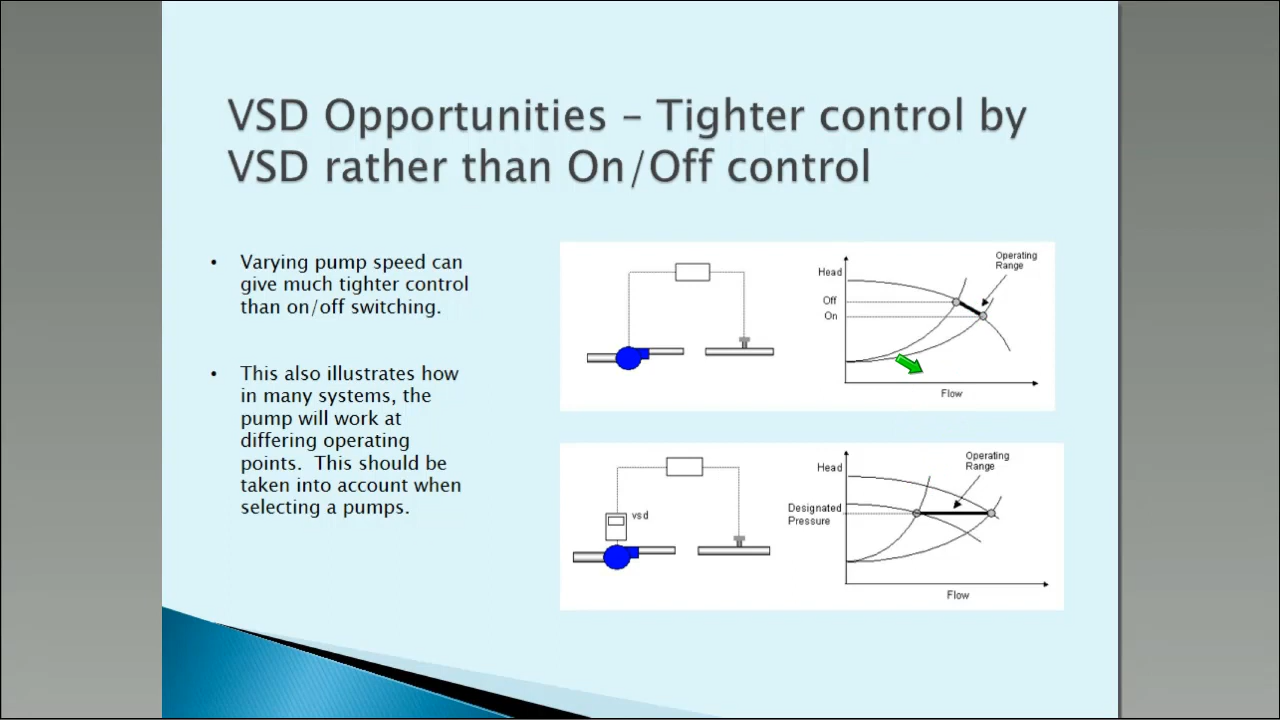 VSD Opportunities – Tighter control by
VSD rather than On/Off control
• Varying pump speed can
give much tighter control
than on/off switching.
• This also illustrates how
in many systems, the
pump will work at
differing operating
points.  This should be
taken into account when
selecting a pumps.
Operating
Range
Head
Off
On
Flow
Operating
Range
Head
Designated
Pressure
vsd
Flow